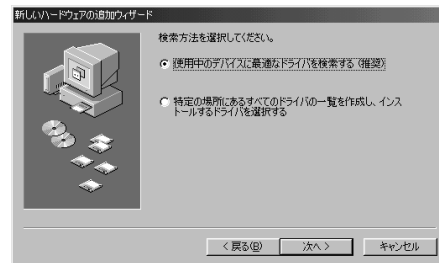 新しいハードウェアの追加ウィザード
検索方法を選択してください。
使用中のデバイスに最適なドライバを検索する（推奨）
特定の場所にあるすべてのドライバの一覧を作成し、インス
トールするドライバを選択する
< 戻る(B)
次へ >
キャンセル